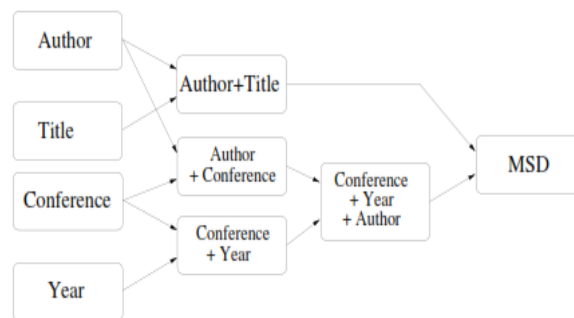 Author
Title
Conference
Year
Author+Title
Author
+ Conference
Conference
+ Year
Conference
+ Year
+ Author
MSD